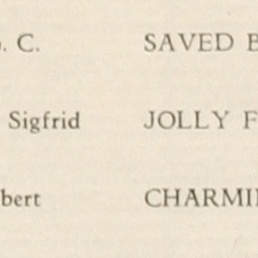 . C. SAVED B
Sigfrid JOLLY F
bert CHARMI